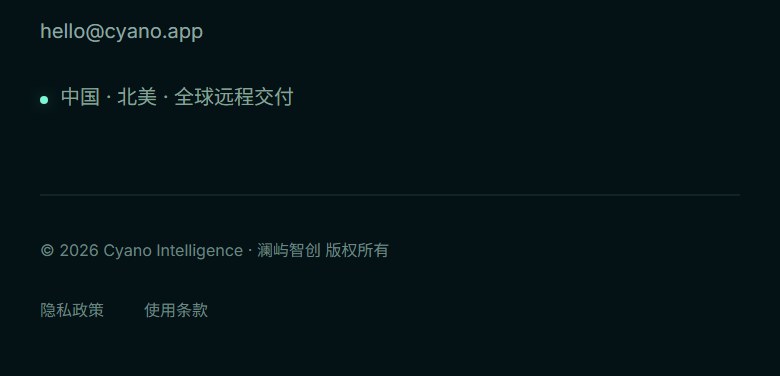 hello@cyano.app
中国 · 北美 · 全球远程交付
© 2026 Cyano Intelligence · 澜屿智创 版权所有
隐私政策 使用条款